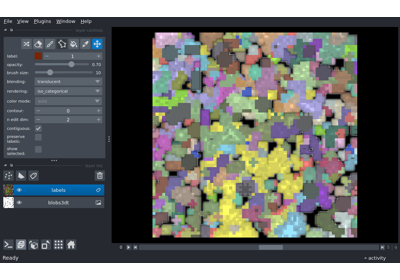 File View Plugins Window Help
label: 1
opacity: 0.70
brush size: 10
blending: translucent
rendering: iso_categorical
color mode:
contour: 0
n edit dim: 2
contiguous:
preserve labels:
show selected:
labels
blobs3dt
Ready
activity